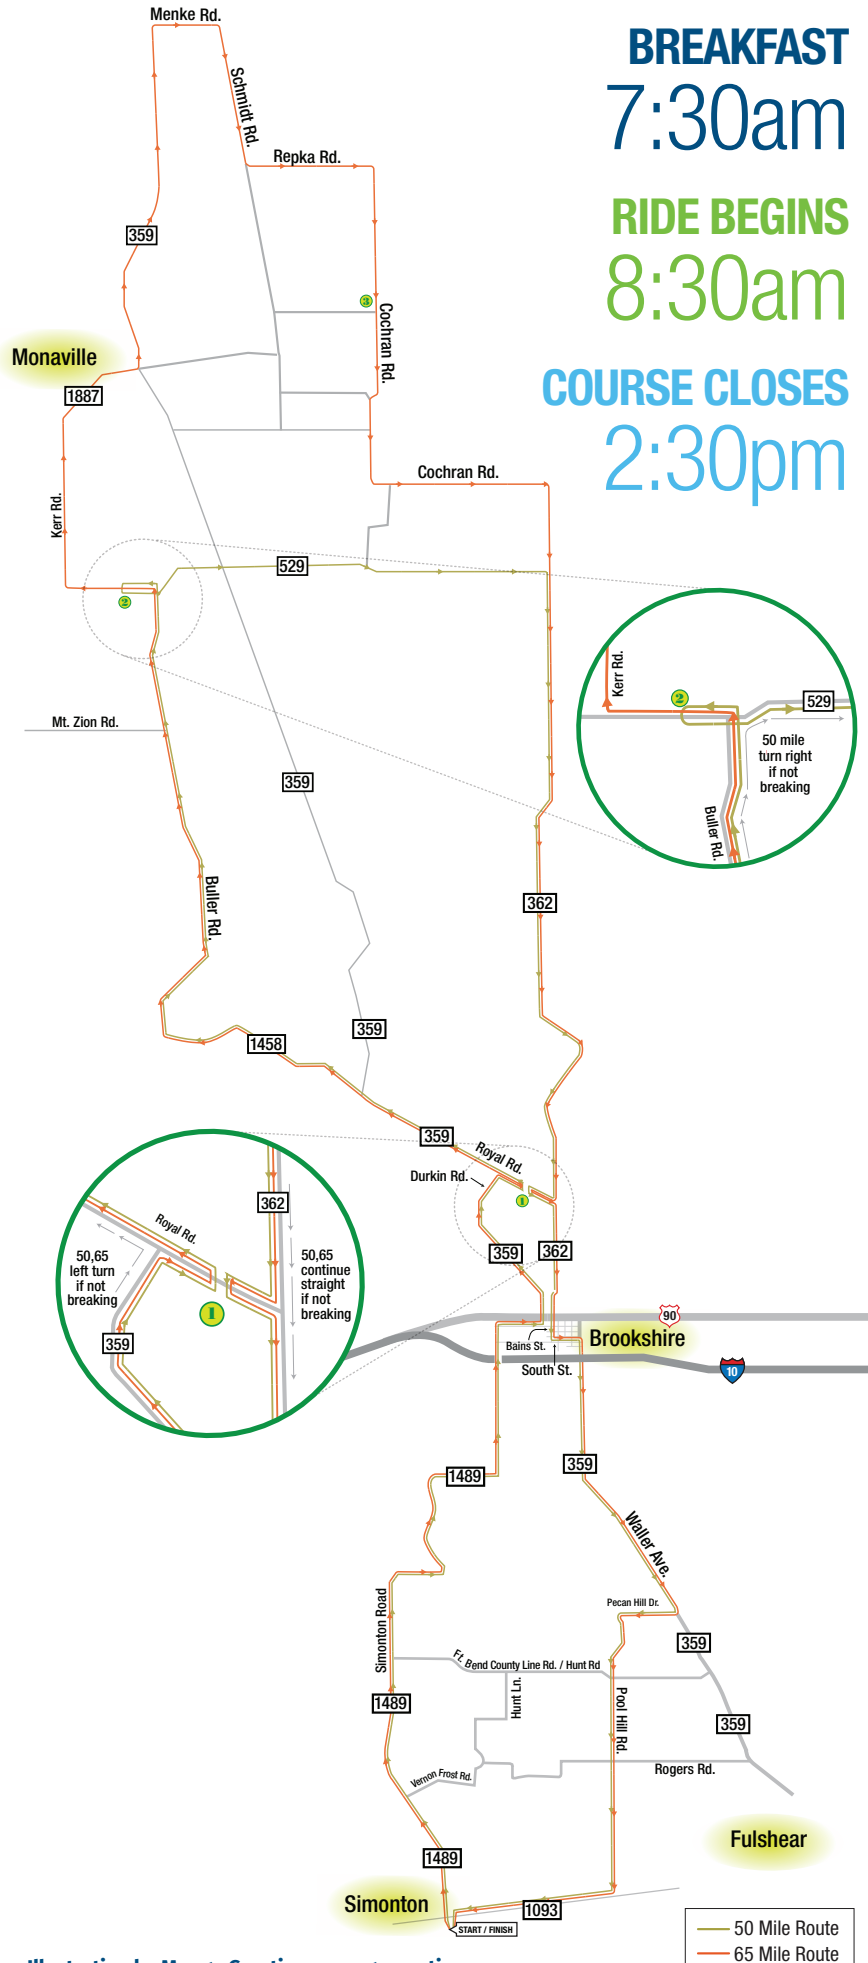 Menke Rd.
BREAKFAST
7:30am
Schmidt Rd.
Repka Rd.
RIDE BEGINS
8:30am
359
3
Cochran Rd.
Monaville
1887
COURSE CLOSES
2:30pm
Cochran Rd.
Kerr Rd.
529
2
Kerr Rd.
2
529
50 mile
turn right
if not
breaking
Buller Rd.
Mt. Zion Rd.
359
Buller Rd.
362
359
1458
359
Royal Rd.
Durkin Rd.
1
359
362
362
Royal Rd.
50,65
left turn
if not
breaking
50,65
continue
straight
if not
breaking
1
359
90
Brookshire
Bains St.
South St.
10
1489
359
Waller Ave.
Pecan Hill Dr.
Simonton Road
359
Ft. Bend County Line Rd. / Hunt Rd
Hunt Ln.
1489
Pool Hill Rd.
359
Rogers Rd.
Vernon Frost Rd.
Fulshear
1489
Simonton
1093
START / FINISH
50 Mile Route
65 Mile Route